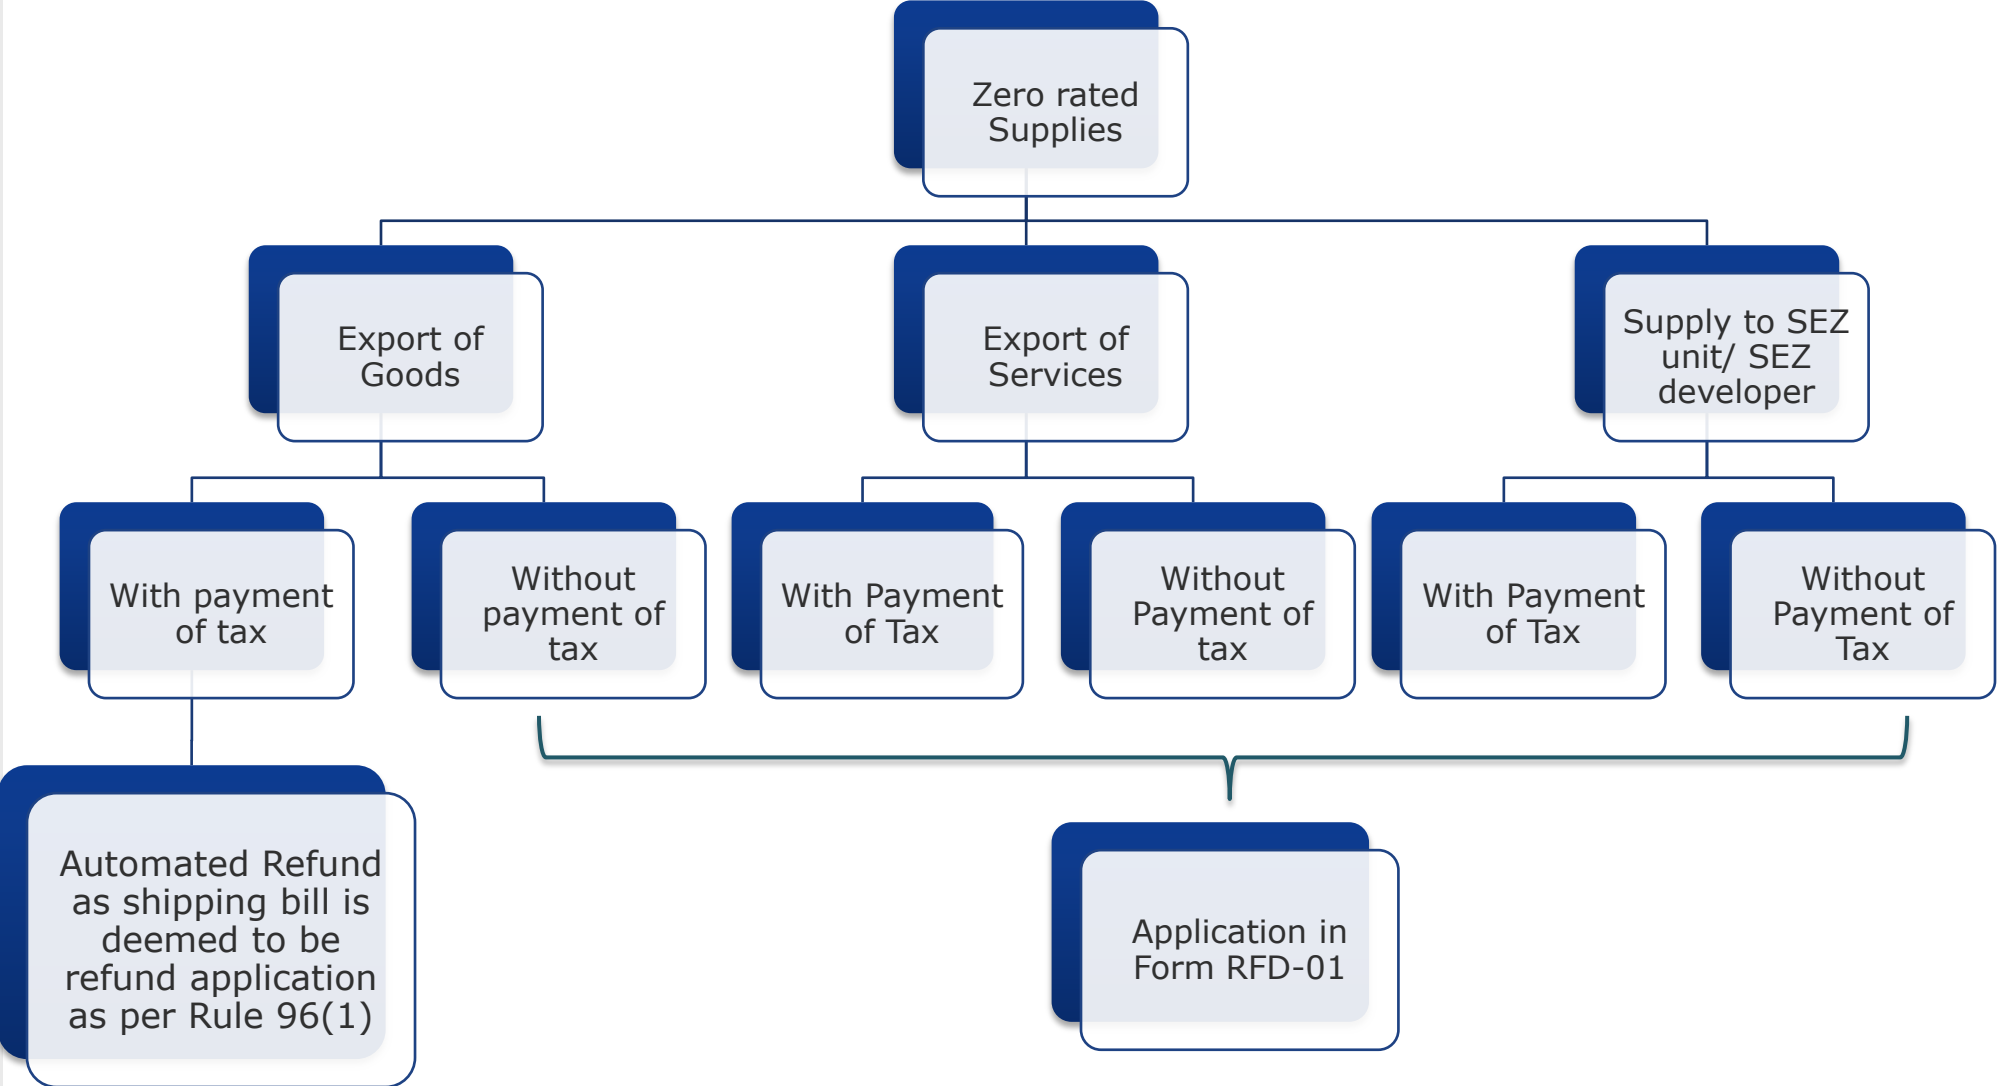 Zero rated
Supplies
Export of
Goods
Export of
Services
Supply to SEZ
unit/ SEZ
developer
With payment
of tax
Without
payment of
tax
With Payment
of Tax
Without
Payment of
tax
With Payment
of Tax
Without
Payment of
Tax
Automated Refund
as shipping bill is
deemed to be
refund application
as per Rule 96(1)
Application in
Form RFD-01